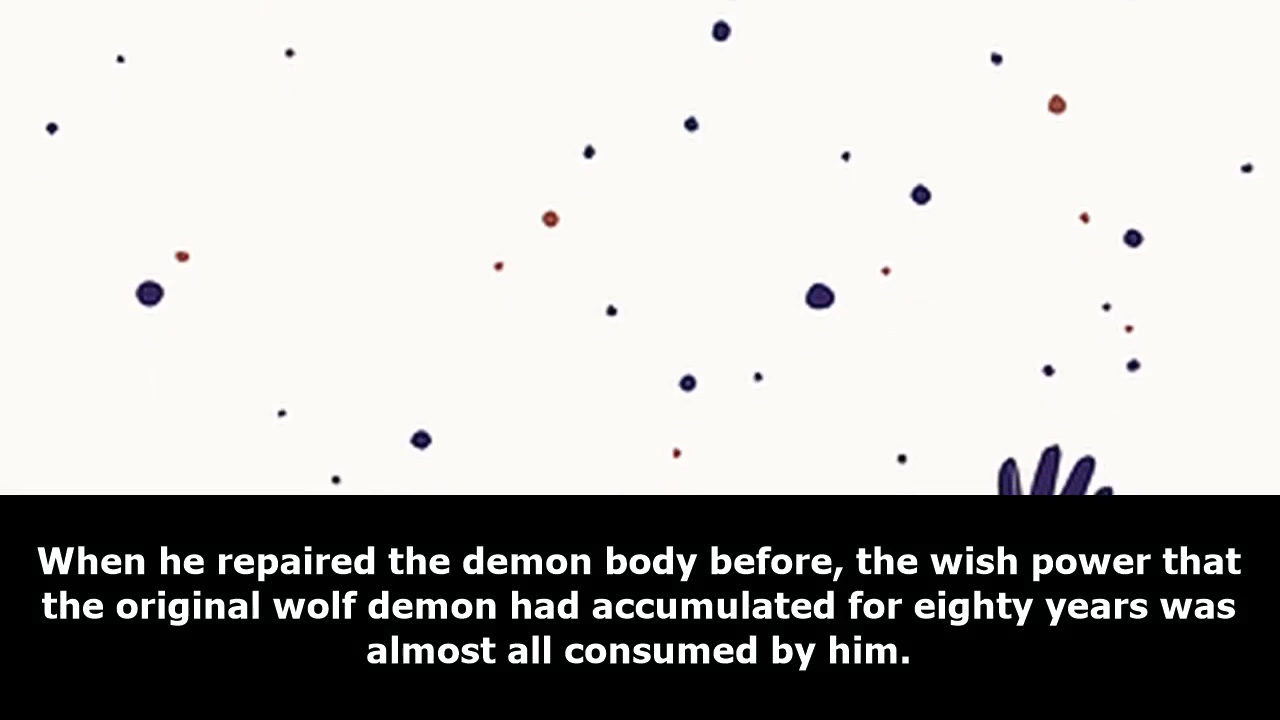 When he repaired the demon body before, the wish power that
the original wolf demon had accumulated for eighty years was
almost all consumed by him.